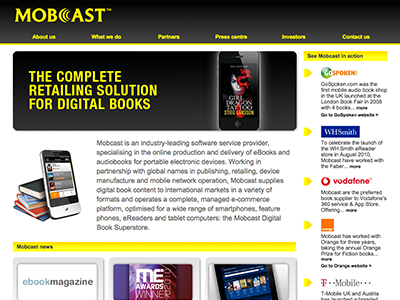 MOBCAST™
About us What we do Partners Press centre Investors Contact us
THE COMPLETE
RETAILING SOLUTION
FOR DIGITAL BOOKS
GIRL
DRAGON
TATTOO
STIEG LARSSON
Mobcast is an industry-leading software service provider,
specialising in the online production and delivery of eBooks and
audiobooks for portable electronic devices. Working in
partnership with global names in publishing, retailing, device
manufacture and mobile network operation, Mobcast supplies
digital book content to international markets in a variety of
formats and operates a complete, managed e-commerce
platform, optimised for a wide range of smartphones, feature
phones, eReaders and tablet computers: the Mobcast Digital
Book Superstore.
Mobcast news
ebookmagazine
ME
AWARDS
WINNER
See Mobcast in action
GOSPOKEN!
GoSpoken.com was the
first mobile audio book shop
in the UK launched at the
London Book Fair in 2008
with 4 books... more
Go to GoSpoken website >
WHSmith
To celebrate the launch of
the WH Smith eReader
store in August 2010,
Mobcast have worked with
the Faber... more
vodafone™
Mobcast are the preferred
book supplier to Vodafone's
360 service & App Store.
Offering... more
Mobcast has worked with
Orange for three years,
taking the annual Orange
Prize for Fiction books...
more
Go to Orange website >
T··Mobile·
T-Mobile UK and Austria